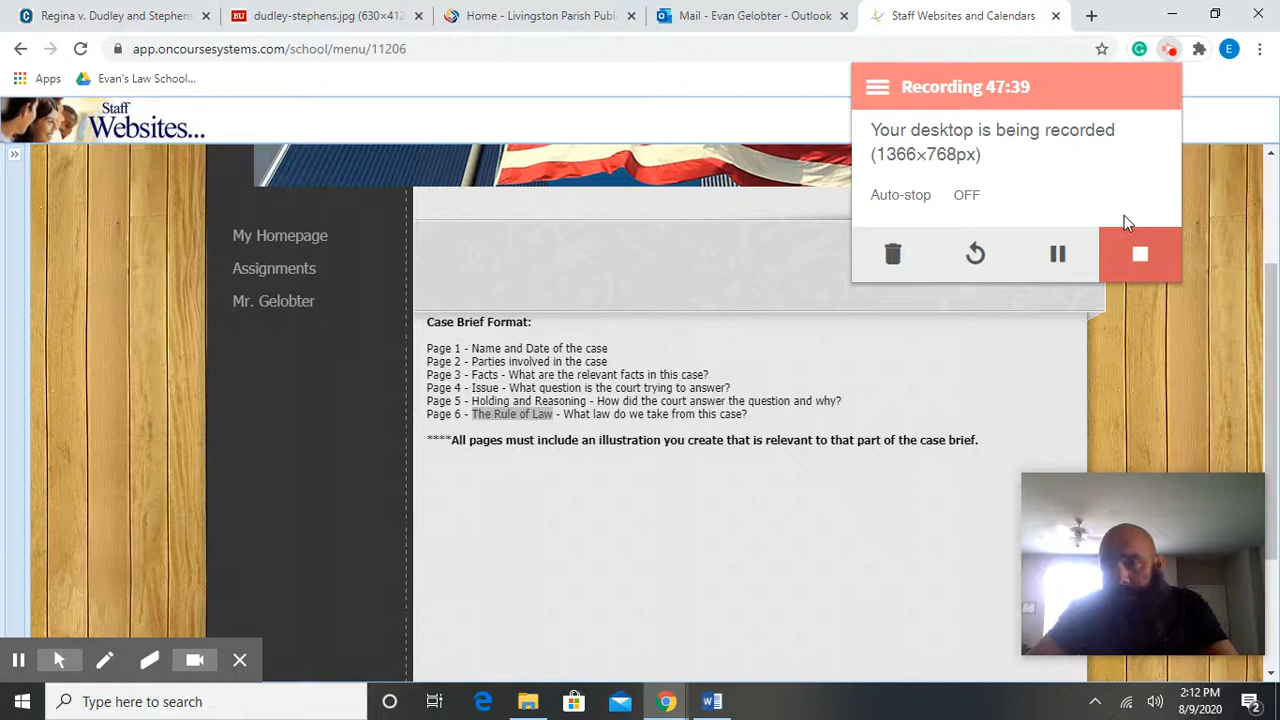 Regina v. Dudley and Stephens
BU
dudley-stephens.jpg (630×412
Home - Livingston Parish Publ
Mail - Evan Gelobter - Outlook
Staff Websites and Calendars
app.oncoursesystems.com/school/menu/11206
E
Apps
Evan's Law School...
Staff
Websites...
Recording 47:39
Your desktop is being recorded
(1366×768px)
Auto-stop OFF
My Homepage
Assignments
Mr. Gelobter
Case Brief Format:
Page 1 - Name and Date of the case
Page 2 - Parties involved in the case
Page 3 - Facts - What are the relevant facts in this case?
Page 4 - Issue - What question is the court trying to answer?
Page 5 - Holding and Reasoning - How did the court answer the question and why?
Page 6 - The Rule of Law - What law do we take from this case?
****All pages must include an illustration you create that is relevant to that part of the case brief.
Type here to search
2:12 PM
8/9/2020
2